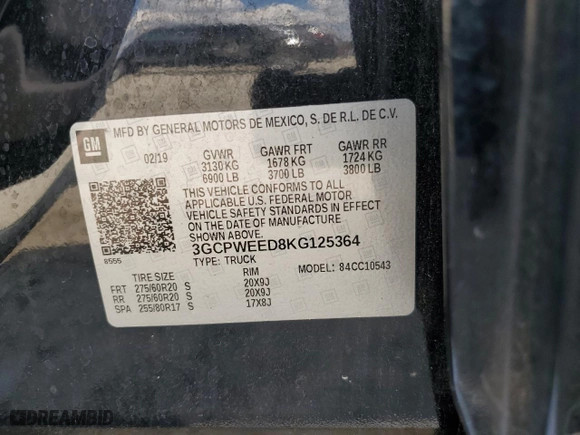 GM
MFD BY GENERAL MOTORS DE MEXICO, S. DE R.L. DE C.V.
02/19 GVWR GAWR FRT GAWR RR
3130 KG 1678 KG 1724 KG
6900 LB 3700 LB 3800 LB
THIS VEHICLE CONFORMS TO ALL
APPLICABLE U.S. FEDERAL MOTOR
VEHICLE SAFETY STANDARDS IN EFFECT
ON THE DATE OF MANUFACTURE
SHOWN ABOVE.
3GCPWEED8KG125364
8555
TYPE: TRUCK MODEL: 84CC10543
TIRE SIZE RIM
FRT 275/60R20 S 20X9J
RR 275/60R20 S 20X9J
SPA 255/80R17 S 17X8J
© DREAMBID